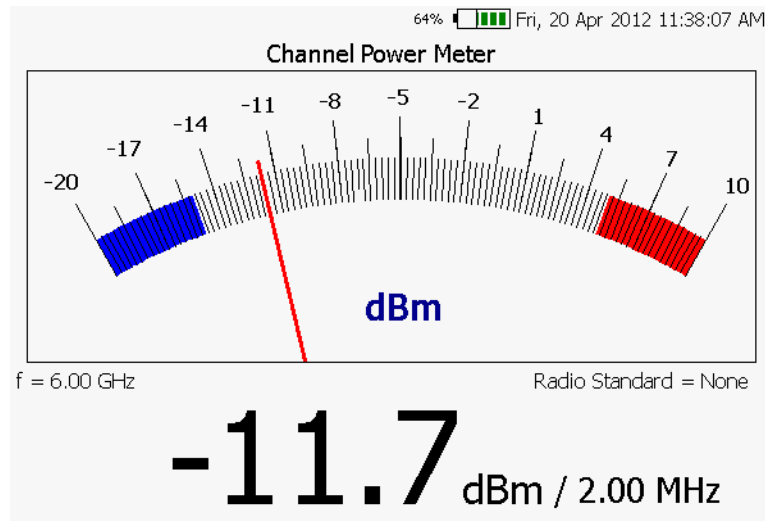 64% Fri, 20 Apr 2012 11:38:07 AM
Channel Power Meter
-20 -17 -14 -11 -8 -5 -2 1 4 7 10
dBm
f = 6.00 GHz Radio Standard = None
-11.7 dBm / 2.00 MHz